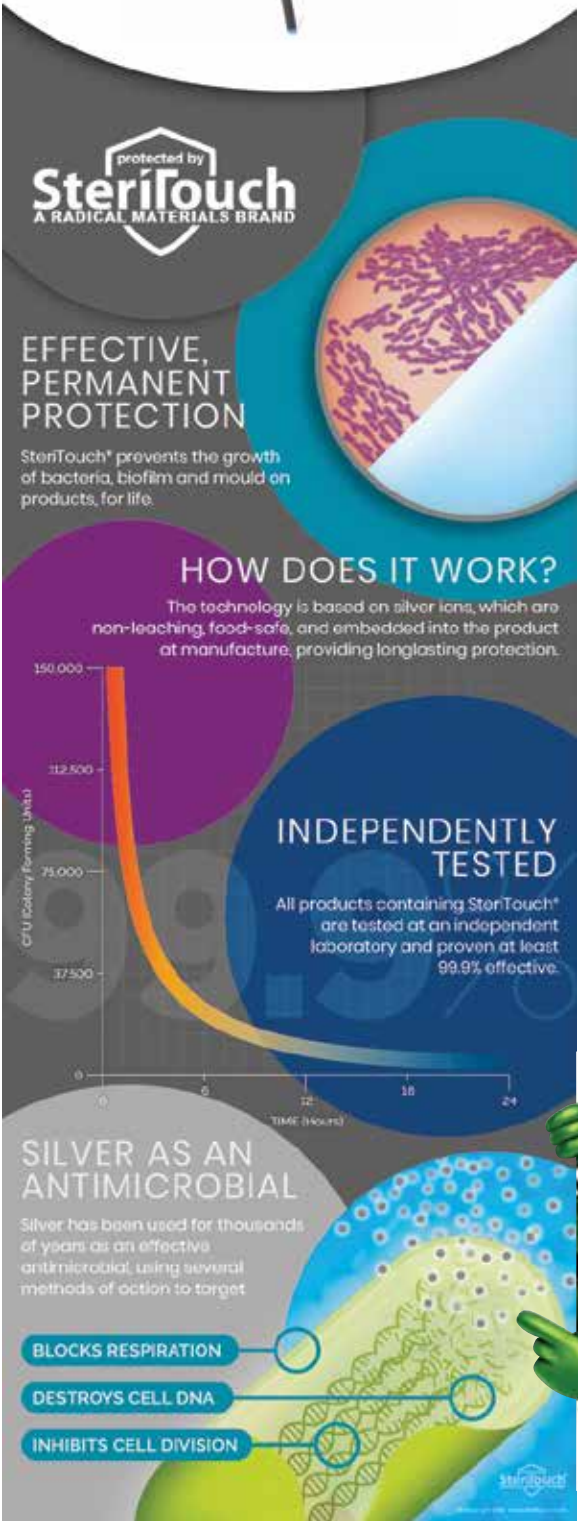 protected by
SteriTouch
A RADICAL MATERIALS BRAND
EFFECTIVE,
PERMANENT
PROTECTION
SteriTouch® prevents the growth
of bacteria, biofilm and mould on
products, for life.
HOW DOES IT WORK?
The technology is based on silver ions, which are
non-leaching, food-safe, and embedded into the product
at manufacture, providing longlasting protection.
150,000
112,500
75,000
37,500
0
CFU (Colony Forming Units)
99.9%
INDEPENDENTLY
TESTED
All products containing SteriTouch®
are tested at an independent
laboratory and proven at least
99.9% effective.
0
6
12
18
24
TIME (Hours)
SILVER AS AN
ANTIMICROBIAL
Silver has been used for thousands
of years as an effective
antimicrobial, using several
methods of action to target
BLOCKS RESPIRATION
DESTROYS CELL DNA
INHIBITS CELL DIVISION
SteriTouch